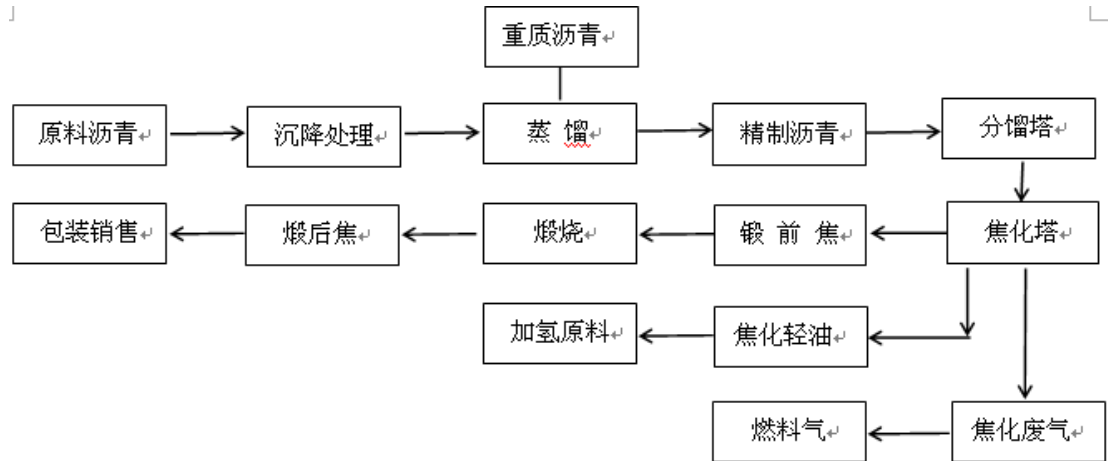 重质沥青
原料沥青
沉降处理
蒸 馏
精制沥青
分馏塔
包装销售
煅后焦
煅烧
锻 前 焦
焦化塔
加氢原料
焦化轻油
燃料气
焦化废气